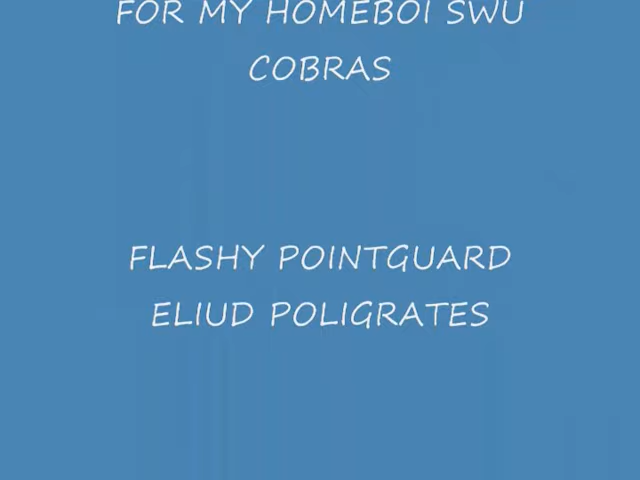 FOR MY HOMEBOI SWU
COBRAS
FLASHY POINTGUARD
ELIUD POLIGRATES